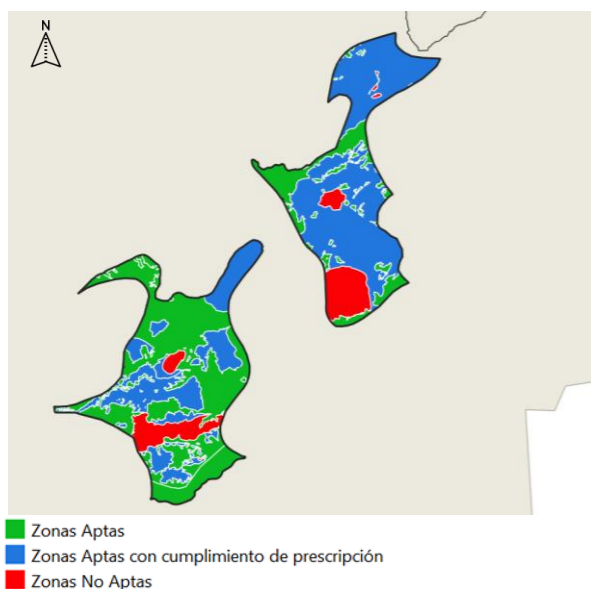 N
Zonas Aptas
Zonas Aptas con cumplimiento de prescripción
Zonas No Aptas